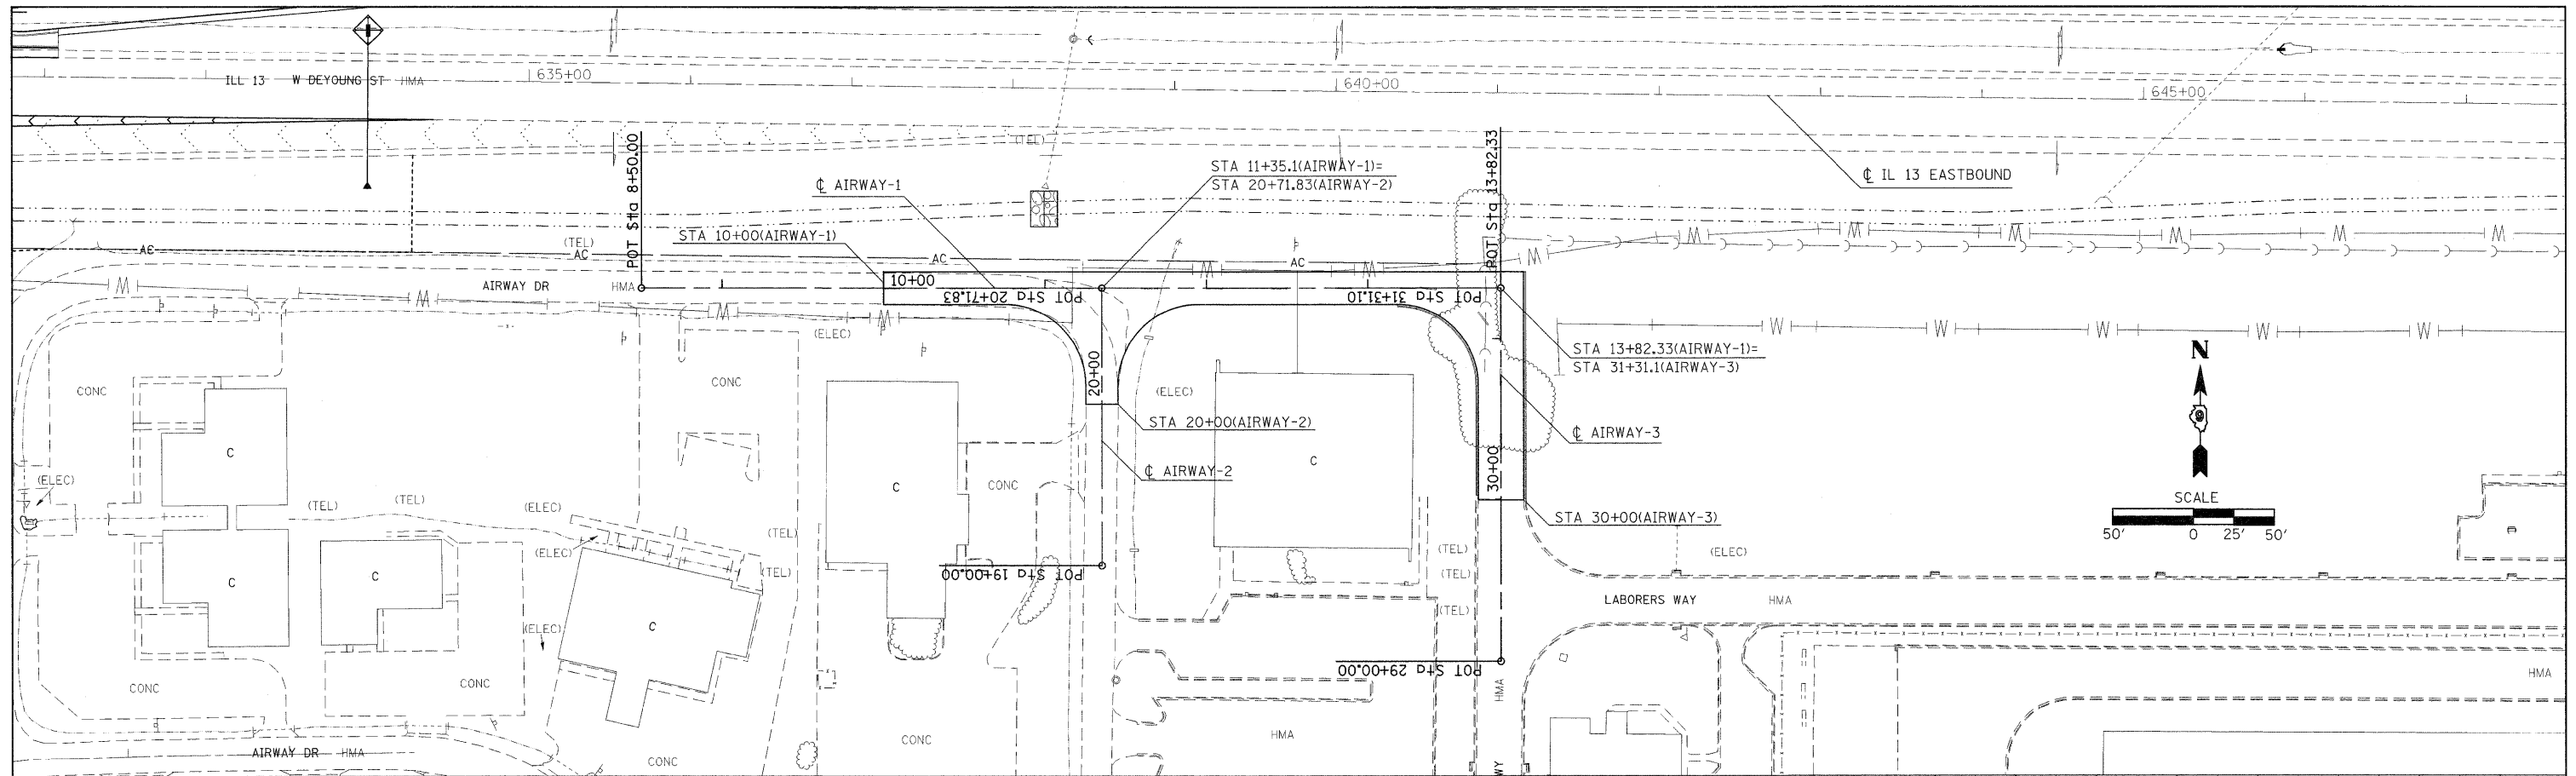 ILL 13 W DEYOUNG ST HMA
635+00
640+00
645+00
(TEL)
POT Sta 8+50.00
POT Sta 13+82.33
STA 11+35.1(AIRWAY-1)=
STA 20+71.83(AIRWAY-2)
℄ AIRWAY-1
℄ IL 13 EASTBOUND
STA 10+00(AIRWAY-1)
(TEL)
AC
AC
AC
AC
W
W
W
W
W
W
AIRWAY DR
HMA
10+00
POT Sta 20+71.83
POT Sta 31+31.10
W
W
W
W
W
W
W
W
W
W
W
W
(ELEC)
STA 13+82.33(AIRWAY-1)=
STA 31+31.1(AIRWAY-3)
N
20+00
CONC
CONC
(ELEC)
STA 20+00(AIRWAY-2)
℄ AIRWAY-3
C
C
30+00
℄ AIRWAY-2
(ELEC)
C
CONC
SCALE
50' 0 25' 50'
(TEL)
(TEL)
(ELEC)
STA 30+00(AIRWAY-3)
(TEL)
(ELEC)
(TEL)
(ELEC)
(TEL)
(TEL)
C
C
POT Sta 19+00.00
LABORERS WAY HMA
(TEL)
(ELEC)
C
POT Sta 29+00.00
HMA
HMA
CONC
CONC
CONC
HMA
AIRWAY DR HMA
CONC
WY